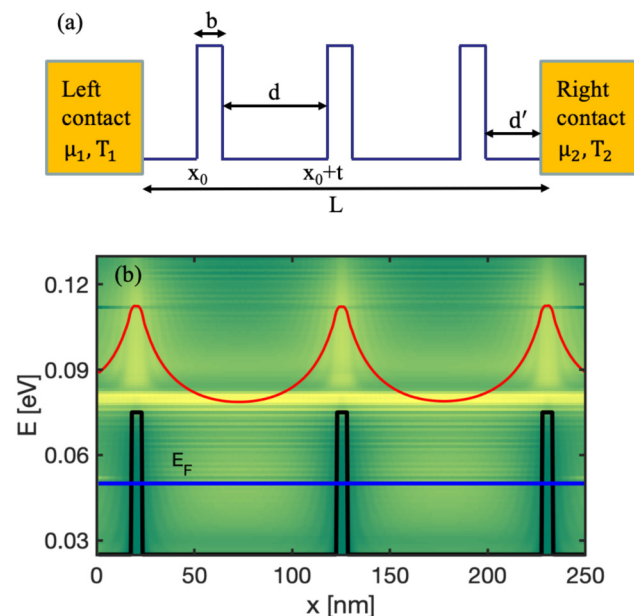 (a)
b
Left contact
μ₁, T₁
d
Right contact
μ₂, T₂
d′
x₀
x₀+t
L
(b)
0.12
0.09
0.06
0.03
E [eV]
E_F
0
50
100
150
200
250
x [nm]